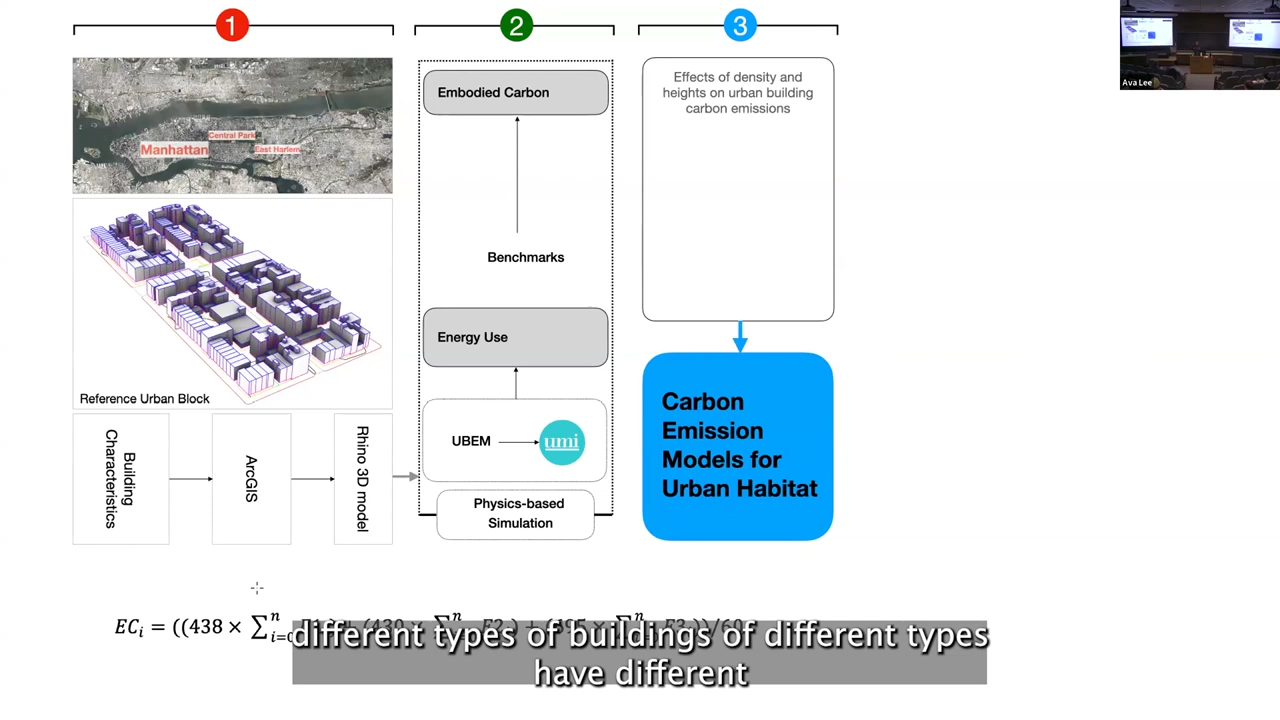 1
2
3
Ava Lee
Manhattan
Central Park
East Harlem
Reference Urban Block
Building
Characteristics
ArcGIS
Rhino 3D model
Embodied Carbon
Benchmarks
Energy Use
UBEM
umi
Physics-based
Simulation
Effects of density and
heights on urban building
carbon emissions
Carbon
Emission
Models for
Urban Habitat
ECᵢ = ((438 ×
different types of buildings of different types
have different